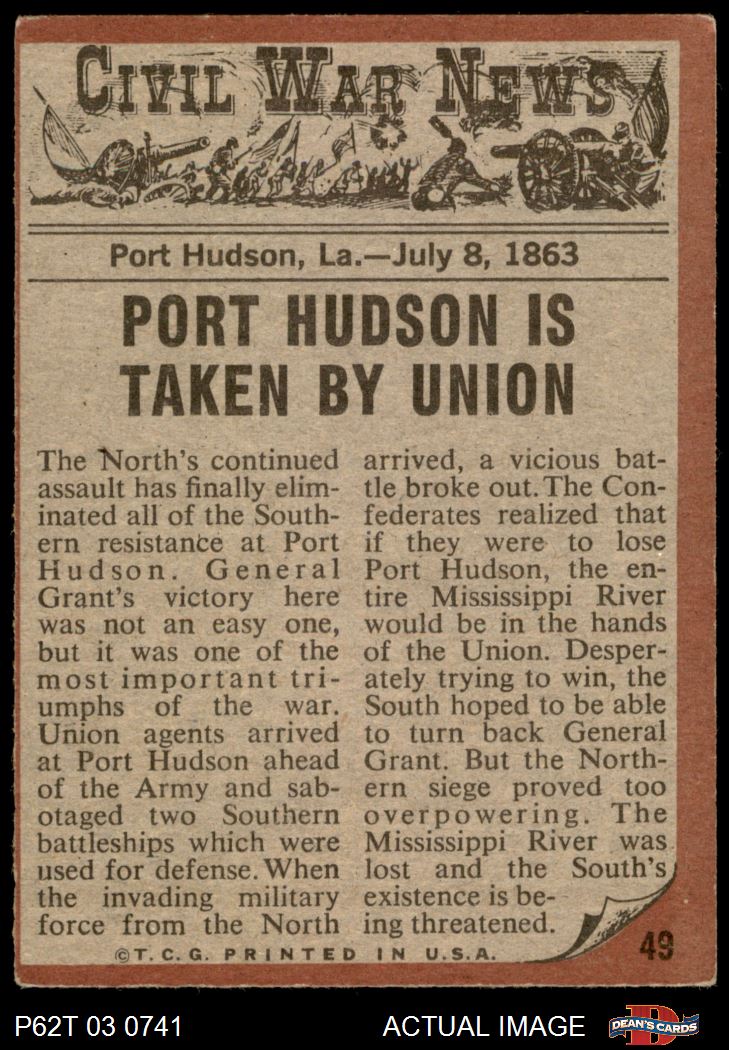 CIVIL WAR NEWS
Port Hudson, La.—July 8, 1863
PORT HUDSON IS
TAKEN BY UNION
The North's continued
assault has finally elim-
inated all of the South-
ern resistance at Port
Hudson. General
Grant's victory here
was not an easy one,
but it was one of the
most important tri-
umphs of the war.
Union agents arrived
at Port Hudson ahead
of the Army and sab-
otaged two Southern
battleships which were
used for defense. When
the invading military
force from the North
arrived, a vicious bat-
tle broke out. The Con-
federates realized that
if they were to lose
Port Hudson, the en-
tire Mississippi River
would be in the hands
of the Union. Desper-
ately trying to win, the
South hoped to be able
to turn back General
Grant. But the North-
ern siege proved too
overpowering. The
Mississippi River was
lost and the South's
existence is be-
ing threatened.
©T. C. G. PRINTED IN U.S.A.
49
P62T 03 0741
ACTUAL IMAGE
D
DEAN'S CARDS